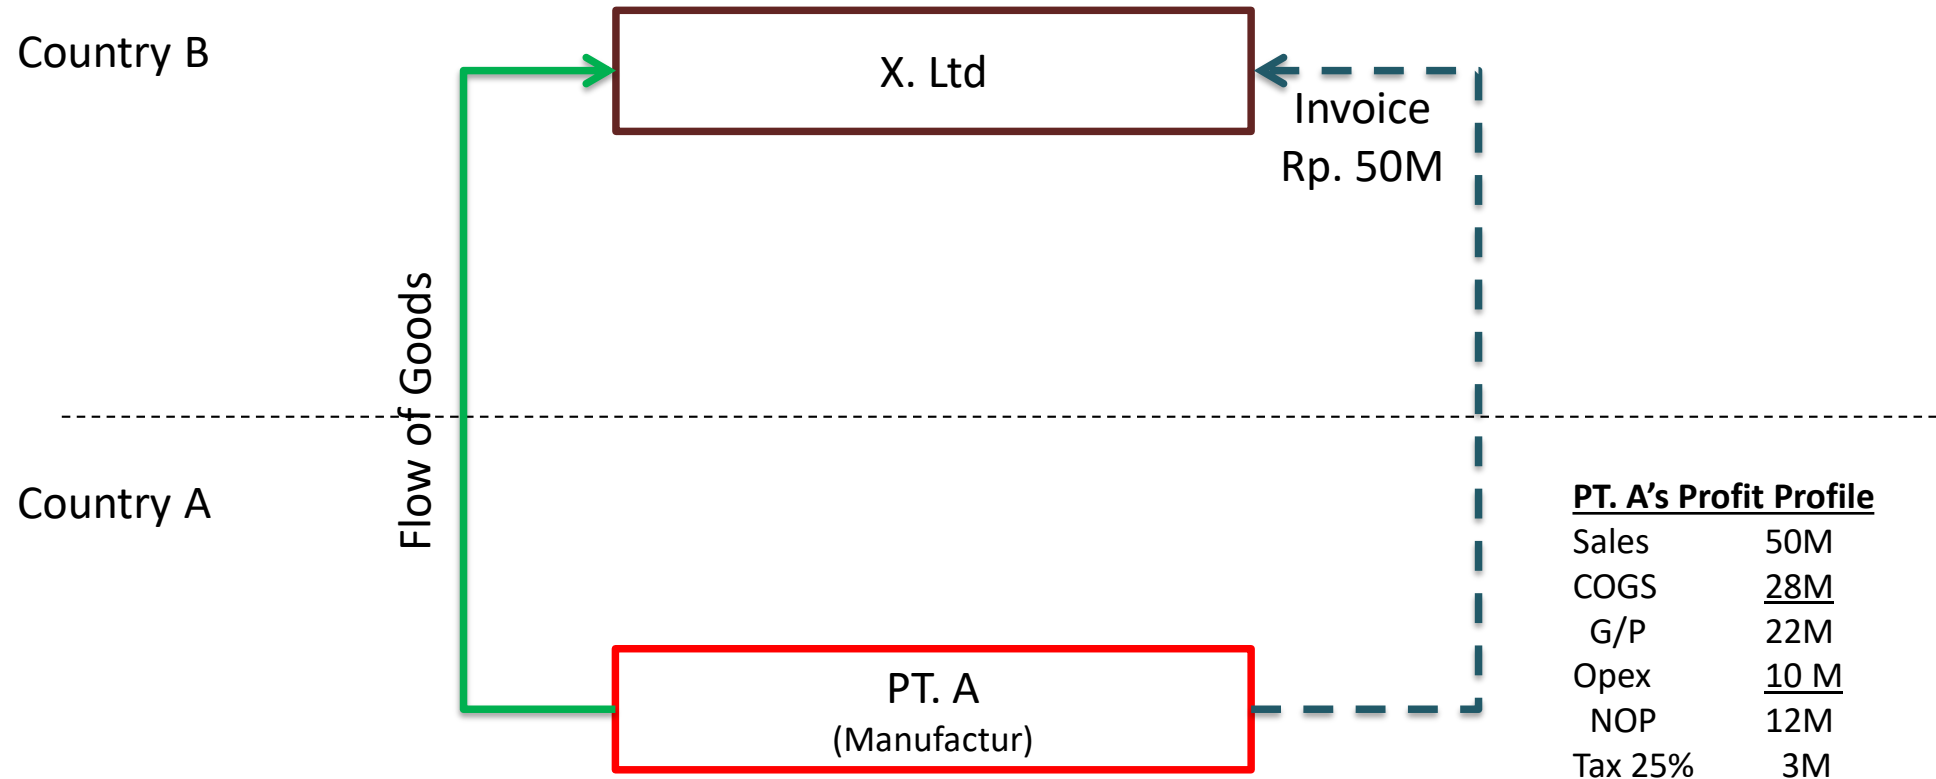 Country B
X. Ltd
Invoice
Rp. 50M
Flow of Goods
Country A
PT. A
(Manufactur)
PT. A’s Profit Profile
Sales 50M
COGS 28M
G/P 22M
Opex 10 M
NOP 12M
Tax 25% 3M